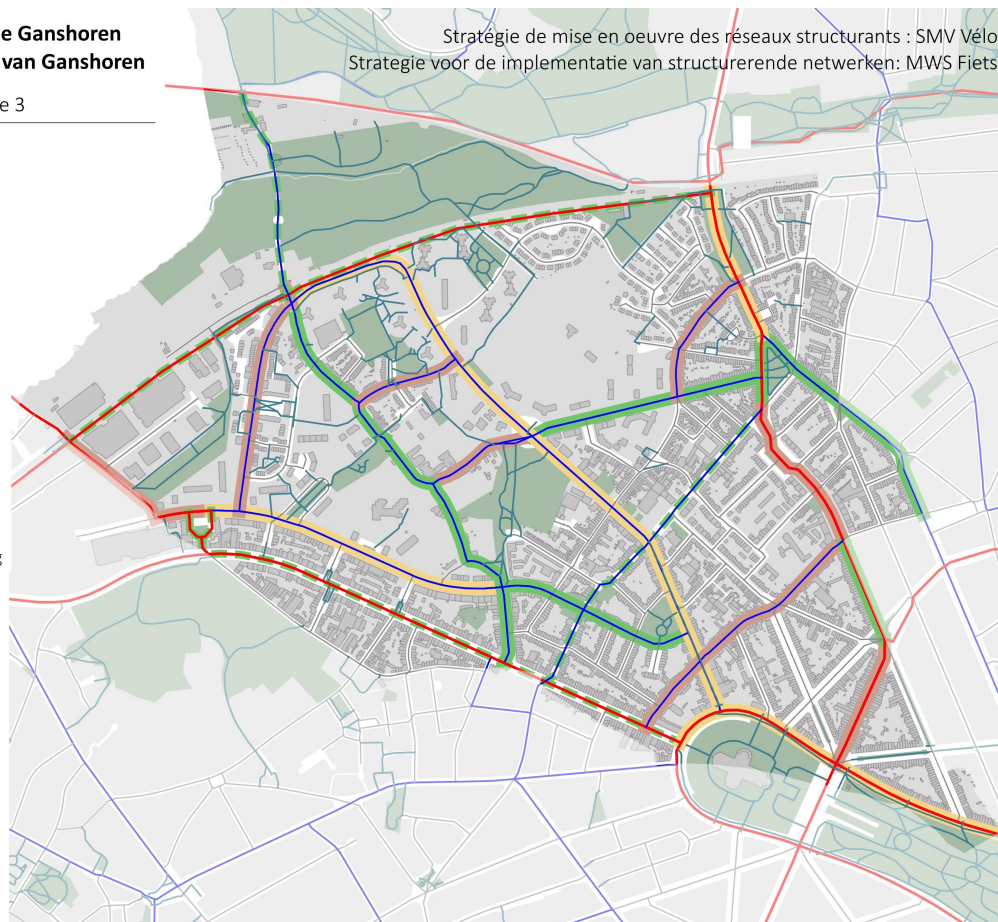 e Ganshoren
van Ganshoren
e 3
Stratégie de mise en oeuvre des réseaux structurants : SMV Vélo
Strategie voor de implementatie van structurerende netwerken: MWS Fiets
g